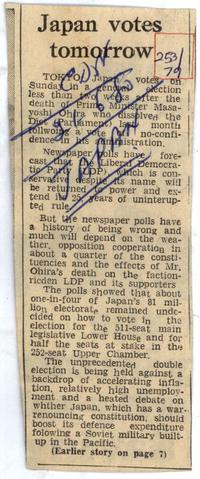 Japan votes
tomorrow
253/
79
TOKYO, Japan votes on
Sunday in a general election
less than two weeks after the
death of Prime Minister Masa-
yoshi Ohira who dissolved the
Diet (parliament) last month
following a vote of no-confi-
dence in his administration.
Newspaper polls have fore-
cast that the Liberal Democra-
tic Party (LDP) which is con-
servative despite its name will
be returned to power and ex-
tend its 25 years of uninterrup-
ted rule.
But the newspaper polls have
a history of being wrong and
much will depend on the wea-
ther, opposition cooperation in
about a quarter of the consti-
tuencies and the effects of Mr.
Ohira's death on the faction-
ridden LDP and its supporters
The polls showed that about
one-in-four of Japan's 81 mil-
lion electorate remained unde-
cided on how to vote in the
election for the 511-seat main
legislative Lower House and for
half the seats at stake in the
252-seat Upper Chamber.
The unprecedented double
election is being held against a
backdrop of accelerating infla-
tion, relatively high unemploy-
ment and a heated debate on
whither Japan, which has a war-
renouncing constitution, should
boost its defence expenditure
following a Soviet military built-
up in the Pacific.
(Earlier story on page 7)